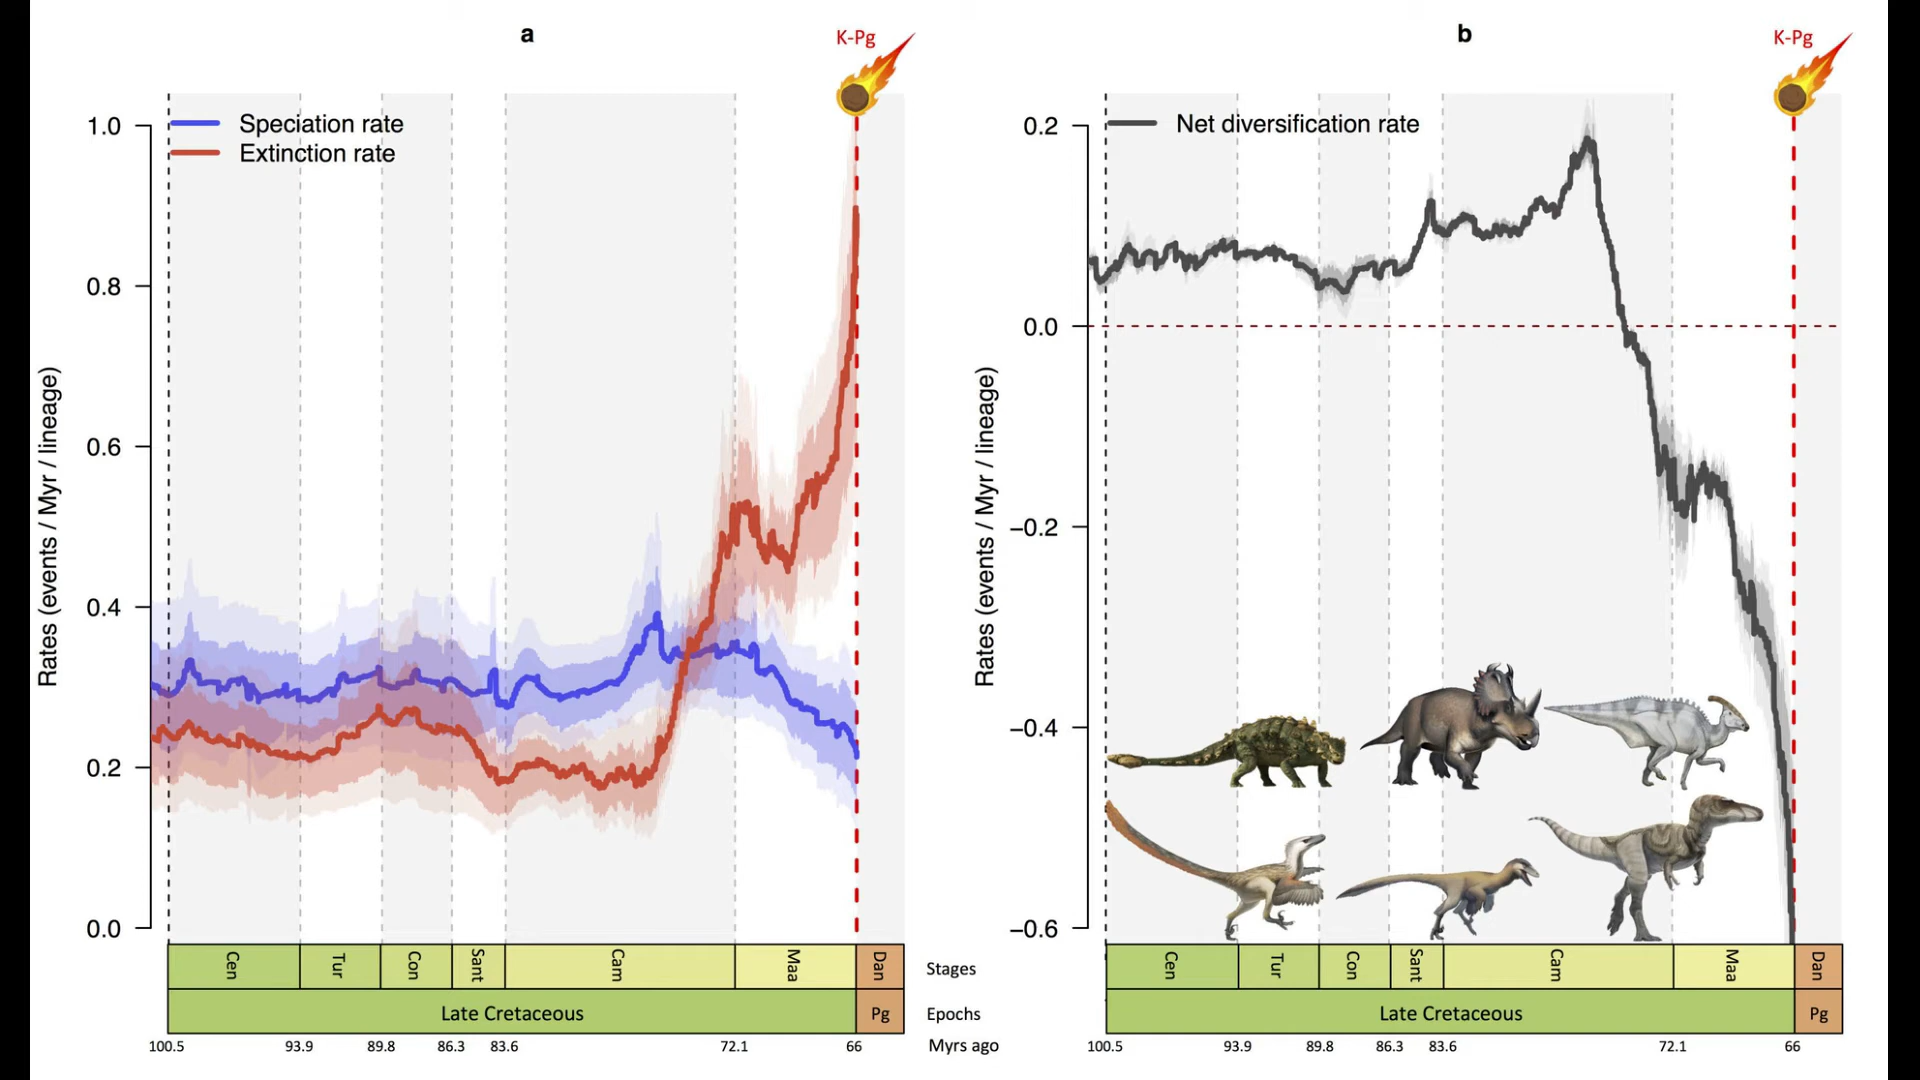 a
K-Pg
Speciation rate
Extinction rate
1.0
0.8
0.6
0.4
0.2
0.0
Rates (events / Myr / lineage)
Cen
Tur
Con
Sant
Cam
Maa
Dan
Stages
Late Cretaceous
Pg
Epochs
100.5
93.9
89.8
86.3
83.6
72.1
66
Myrs ago
b
K-Pg
Net diversification rate
0.2
0.0
−0.2
−0.4
−0.6
Rates (events / Myr / lineage)
Cen
Tur
Con
Sant
Cam
Maa
Dan
Late Cretaceous
Pg
100.5
93.9
89.8
86.3
83.6
72.1
66